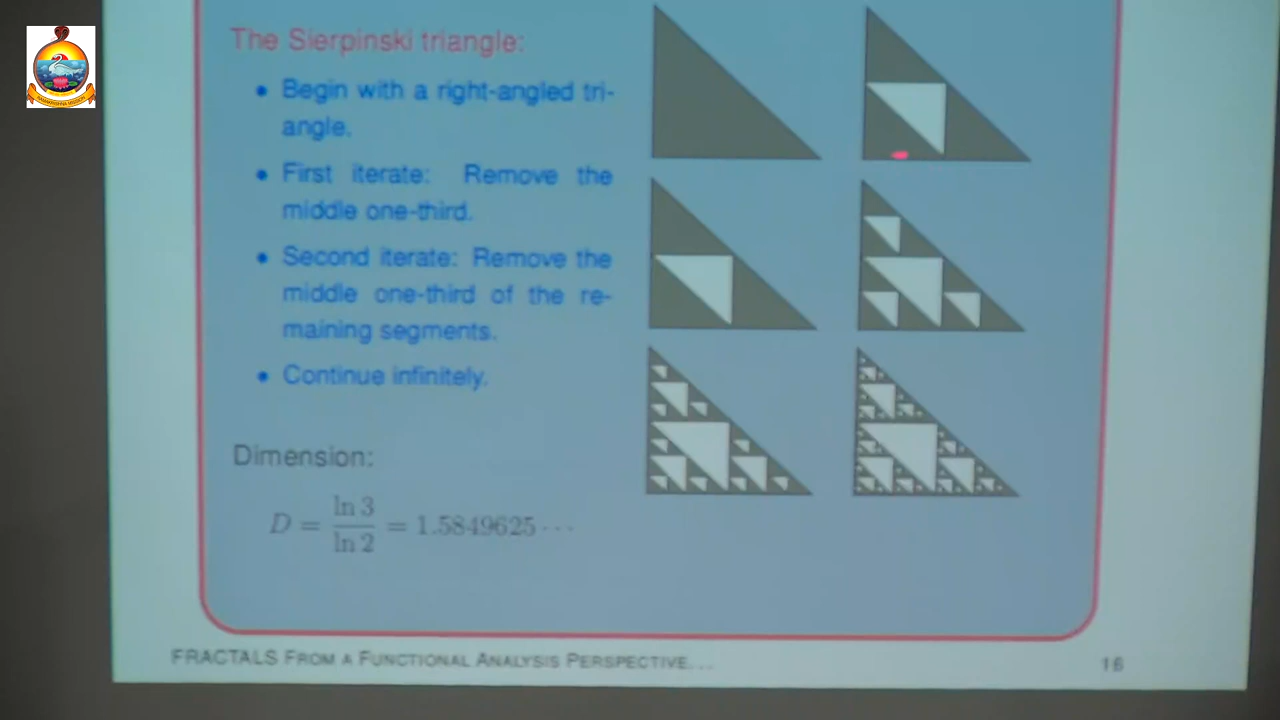 The Sierpinski triangle:
• Begin with a right-angled tri-
angle.
• First iterate: Remove the
middle one-third.
• Second iterate: Remove the
middle one-third of the re-
maining segments.
• Continue infinitely.
Dimension:
D = ln 3 / ln 2 = 1.5849625 · · ·
FRACTALS FROM A FUNCTIONAL ANALYSIS PERSPECTIVE. . .
16